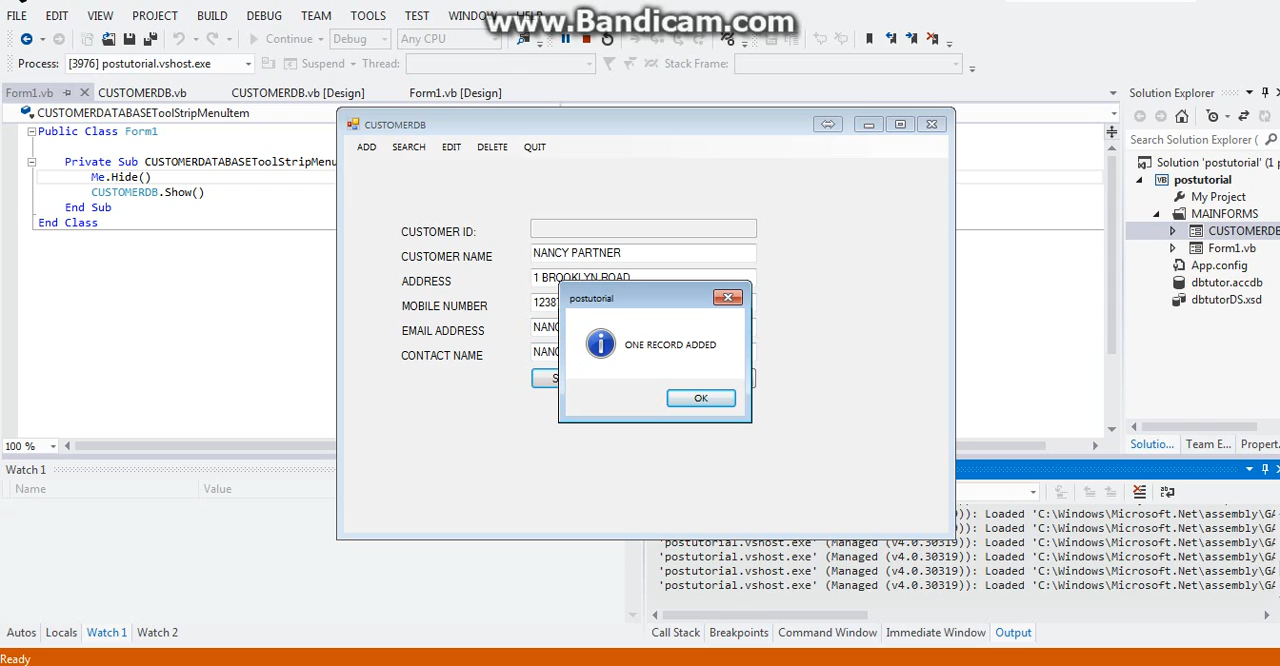 www.Bandicam.com
FILE EDIT VIEW PROJECT BUILD DEBUG TEAM TOOLS TEST WINDOW HELP
Continue Debug Any CPU
Process: [3976] postutorial.vshost.exe Suspend Thread: Stack Frame:
Form1.vb CUSTOMERDB.vb CUSTOMERDB.vb [Design] Form1.vb [Design]
CUSTOMERDATABASEToolStripMenuItem
Public Class Form1
Private Sub CUSTOMERDATABASEToolStripMenu
Me.Hide()
CUSTOMERDB.Show()
End Sub
End Class
100 %
CUSTOMERDB
ADD SEARCH EDIT DELETE QUIT
CUSTOMER ID:
CUSTOMER NAME NANCY PARTNER
ADDRESS 1 BROOKLYN ROAD
MOBILE NUMBER
EMAIL ADDRESS
CONTACT NAME
postutorial
ONE RECORD ADDED
OK
Solution Explorer
Search Solution Explorer
Solution 'postutorial' (1 p
postutorial
My Project
MAINFORMS
CUSTOMERDB
Form1.vb
App.config
dbtutor.accdb
dbtutorDS.xsd
Solutio... Team E... Propert
Watch 1
Name Value
'postutorial.vshost.exe' (Managed (v4.0.30319)): Loaded 'C:\Windows\Microsoft.Net\assembly\GA
'postutorial.vshost.exe' (Managed (v4.0.30319)): Loaded 'C:\Windows\Microsoft.Net\assembly\GA
'postutorial.vshost.exe' (Managed (v4.0.30319)): Loaded 'C:\Windows\Microsoft.Net\assembly\GA
'postutorial.vshost.exe' (Managed (v4.0.30319)): Loaded 'C:\Windows\Microsoft.Net\assembly\GA
Autos Locals Watch 1 Watch 2
Call Stack Breakpoints Command Window Immediate Window Output
Ready